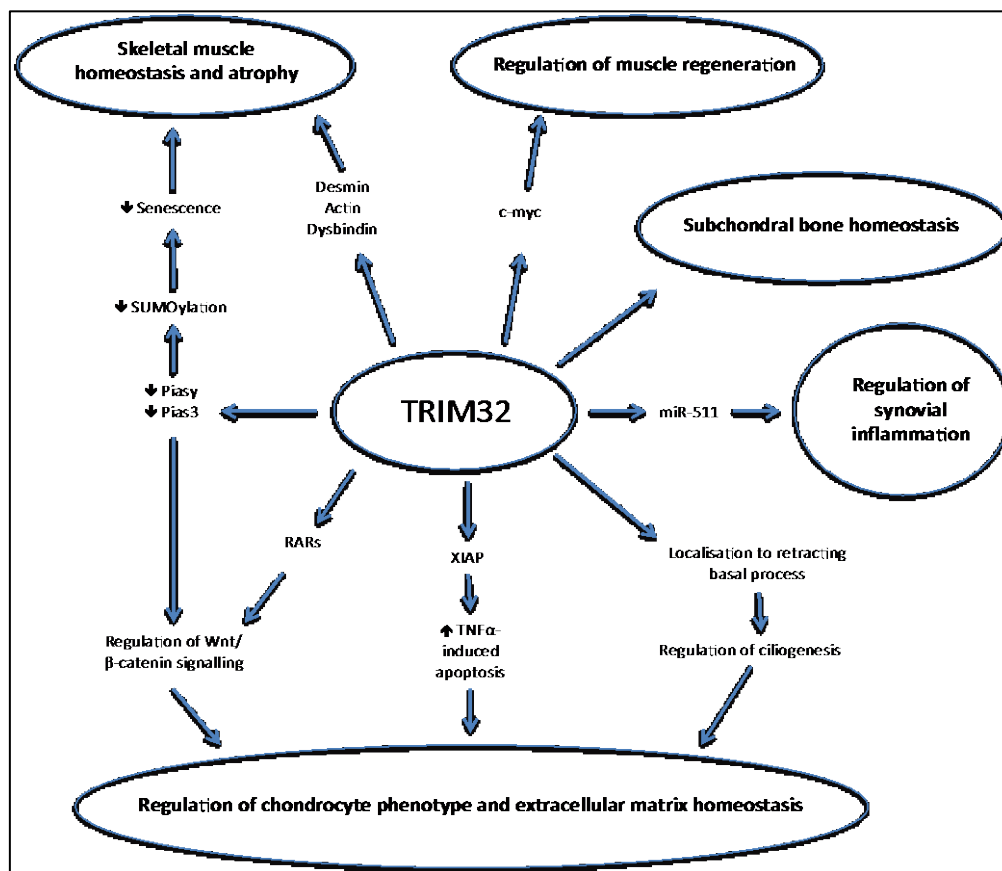 Skeletal muscle
homeostasis and atrophy
Regulation of muscle regeneration
Desmin
Actin
Dysbindin
↓ Senescence
c-myc
Subchondral bone homeostasis
↓ SUMOylation
↓ Piasy
↓ Pias3
TRIM32
miR-511
Regulation of
synovial
inflammation
RARs
XIAP
Localisation to retracting
basal process
Regulation of Wnt/
β-catenin signalling
↑ TNFα-
induced
apoptosis
Regulation of ciliogenesis
Regulation of chondrocyte phenotype and extracellular matrix homeostasis